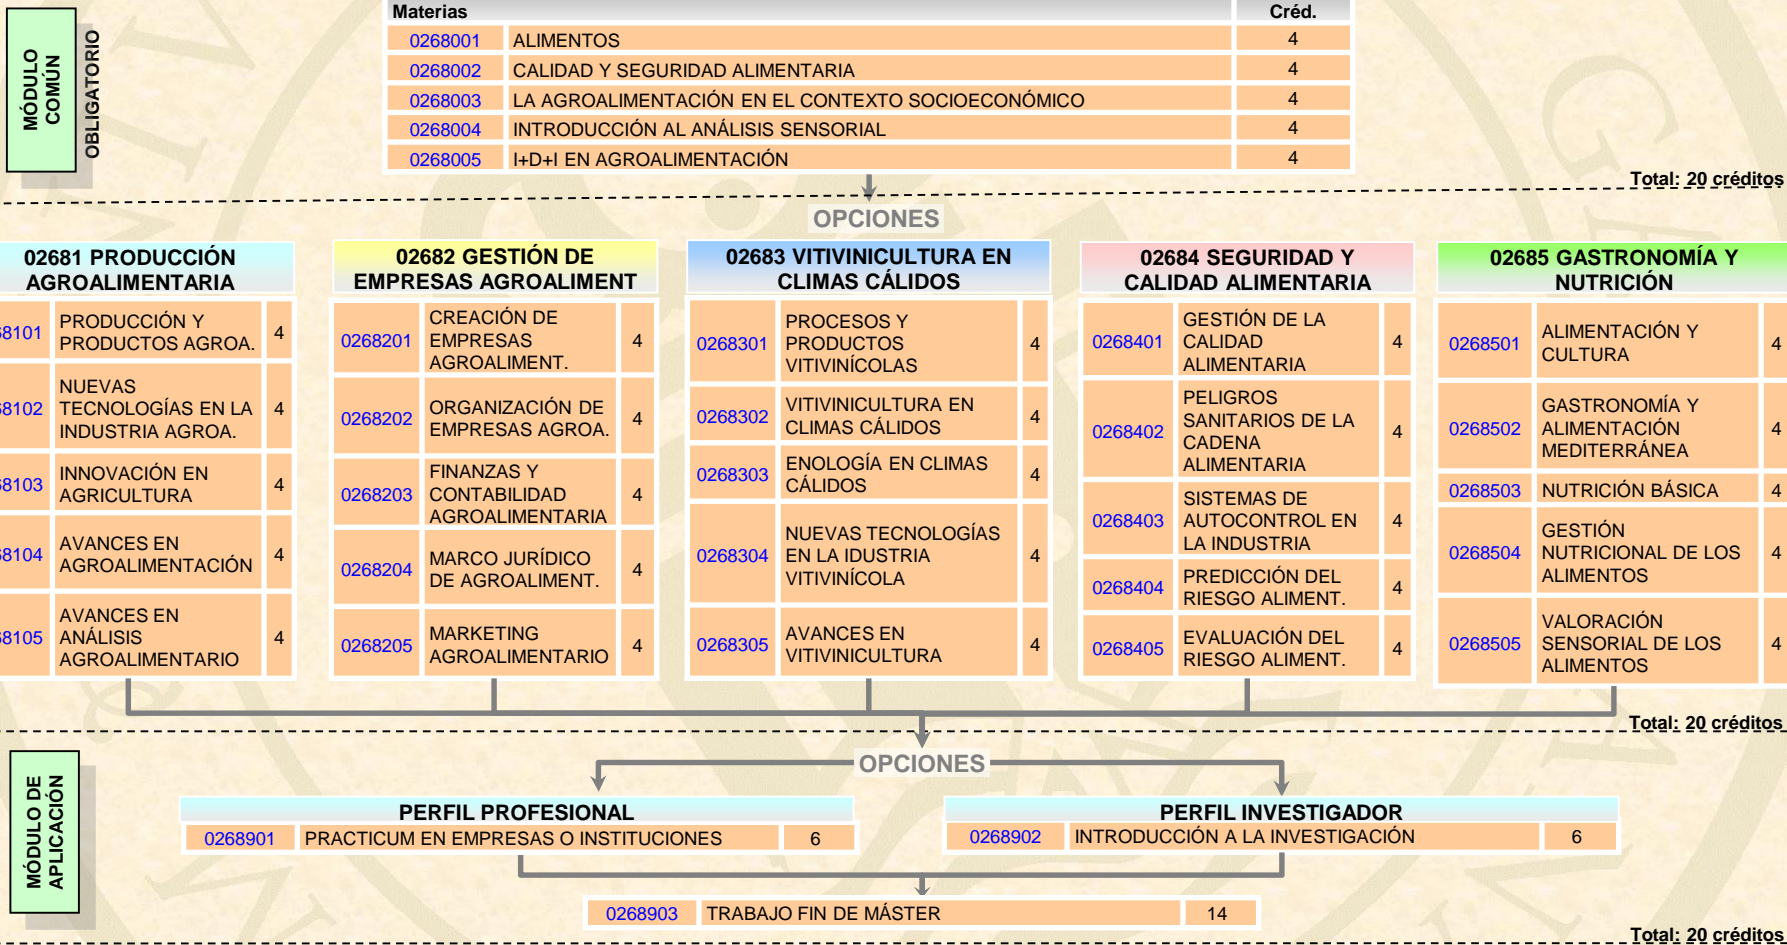 MÓDULO
COMÚN
OBLIGATORIO
Materias Créd.
0268001 ALIMENTOS 4
0268002 CALIDAD Y SEGURIDAD ALIMENTARIA 4
0268003 LA AGROALIMENTACIÓN EN EL CONTEXTO SOCIOECONÓMICO 4
0268004 INTRODUCCIÓN AL ANÁLISIS SENSORIAL 4
0268005 I+D+I EN AGROALIMENTACIÓN 4
Total: 20 créditos
OPCIONES
02681 PRODUCCIÓN
AGROALIMENTARIA
8101 PRODUCCIÓN Y
PRODUCTOS AGROA. 4
8102 NUEVAS
TECNOLOGÍAS EN LA
INDUSTRIA AGROA. 4
8103 INNOVACIÓN EN
AGRICULTURA 4
8104 AVANCES EN
AGROALIMENTACIÓN 4
8105 AVANCES EN
ANÁLISIS
AGROALIMENTARIO 4
02682 GESTIÓN DE
EMPRESAS AGROALIMENT
0268201 CREACIÓN DE
EMPRESAS
AGROALIMENT. 4
0268202 ORGANIZACIÓN DE
EMPRESAS AGROA. 4
0268203 FINANZAS Y
CONTABILIDAD
AGROALIMENTARIA 4
0268204 MARCO JURÍDICO
DE AGROALIMENT. 4
0268205 MARKETING
AGROALIMENTARIO 4
02683 VITIVINICULTURA EN
CLIMAS CÁLIDOS
0268301 PROCESOS Y
PRODUCTOS
VITIVINÍCOLAS 4
0268302 VITIVINICULTURA EN
CLIMAS CÁLIDOS 4
0268303 ENOLOGÍA EN CLIMAS
CÁLIDOS 4
0268304 NUEVAS TECNOLOGÍAS
EN LA IDUSTRIA
VITIVINÍCOLA 4
0268305 AVANCES EN
VITIVINICULTURA 4
02684 SEGURIDAD Y
CALIDAD ALIMENTARIA
0268401 GESTIÓN DE LA
CALIDAD
ALIMENTARIA 4
0268402 PELIGROS
SANITARIOS DE LA
CADENA
ALIMENTARIA 4
0268403 SISTEMAS DE
AUTOCONTROL EN
LA INDUSTRIA 4
0268404 PREDICCIÓN DEL
RIESGO ALIMENT. 4
0268405 EVALUACIÓN DEL
RIESGO ALIMENT. 4
02685 GASTRONOMÍA Y
NUTRICIÓN
0268501 ALIMENTACIÓN Y
CULTURA 4
0268502 GASTRONOMÍA Y
ALIMENTACIÓN
MEDITERRÁNEA 4
0268503 NUTRICIÓN BÁSICA 4
0268504 GESTIÓN
NUTRICIONAL DE LOS
ALIMENTOS 4
0268505 VALORACIÓN
SENSORIAL DE LOS
ALIMENTOS 4
Total: 20 créditos
MÓDULO DE
APLICACIÓN
OPCIONES
PERFIL PROFESIONAL
0268901 PRACTICUM EN EMPRESAS O INSTITUCIONES 6
PERFIL INVESTIGADOR
0268902 INTRODUCCIÓN A LA INVESTIGACIÓN 6
0268903 TRABAJO FIN DE MÁSTER 14
Total: 20 créditos